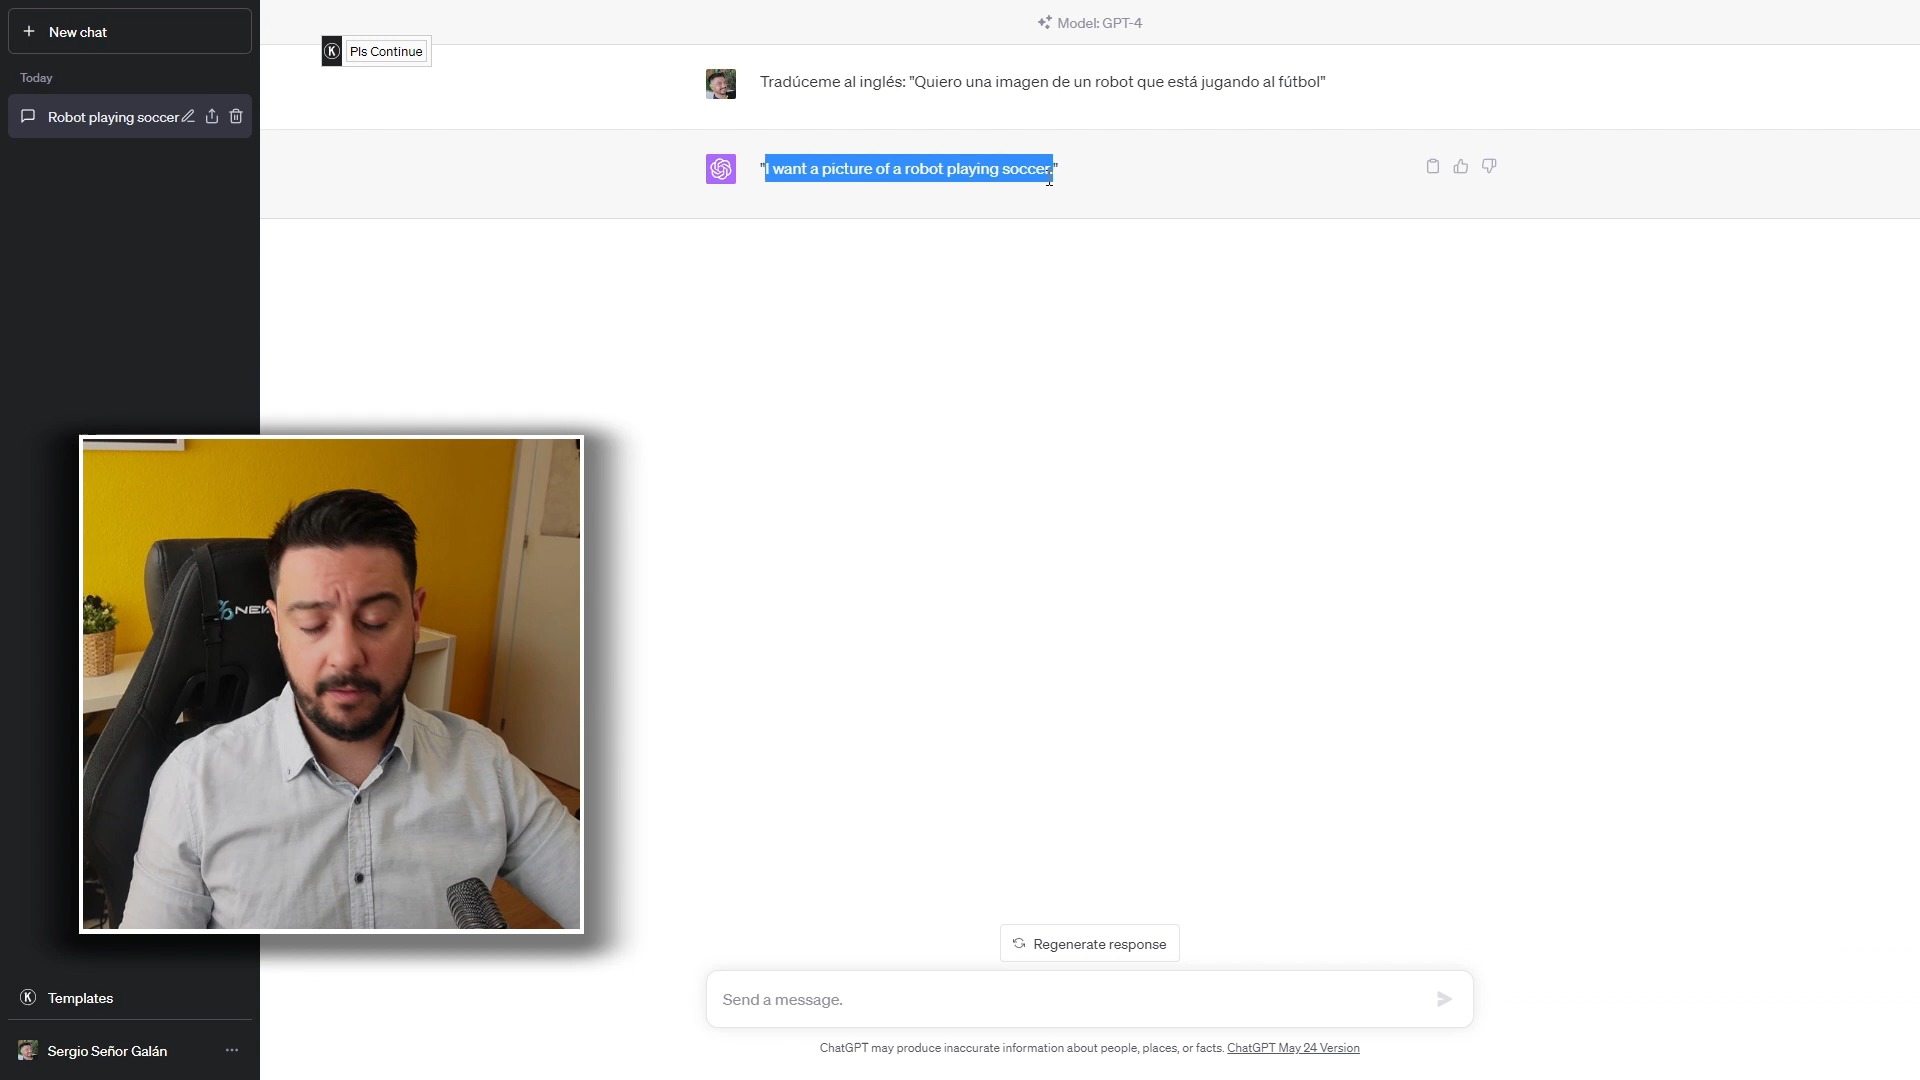 New chat
Today
Robot playing soccer
Templates
Sergio Señor Galán
Model: GPT-4
K Pls Continue
Tradúceme al inglés: "Quiero una imagen de un robot que está jugando al fútbol"
"I want a picture of a robot playing soccer."
Regenerate response
Send a message.
ChatGPT may produce inaccurate information about people, places, or facts. ChatGPT May 24 Version